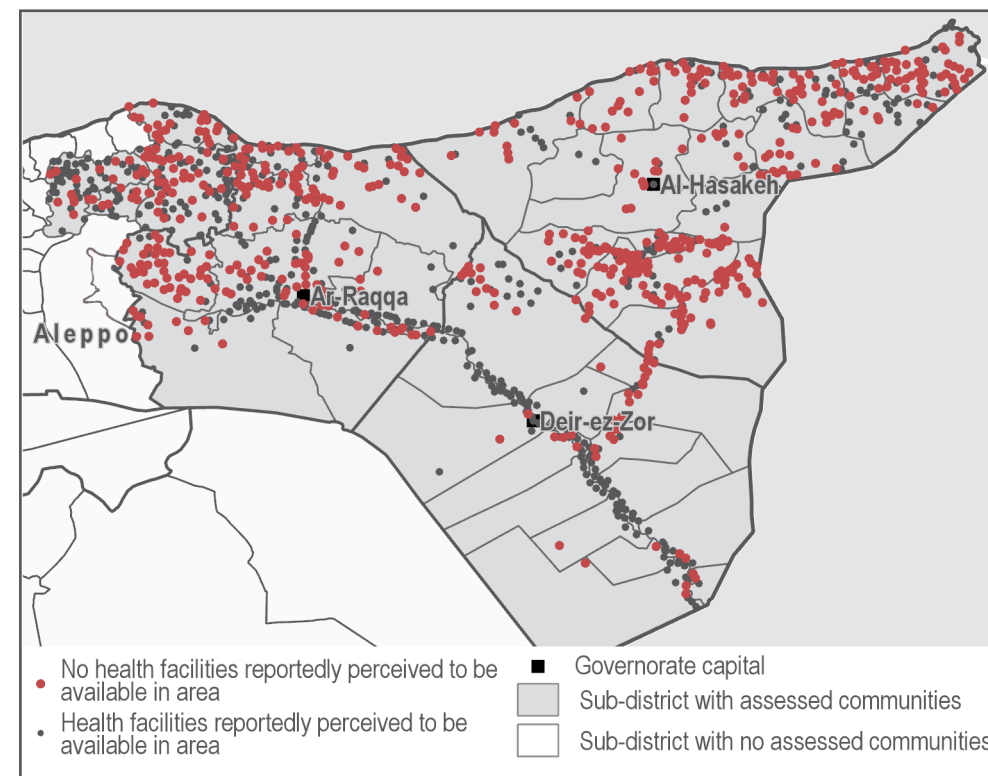 Al-Hasakeh
Ar-Raqqa
Aleppo
Deir-ez-Zor
No health facilities reportedly perceived to be
available in area
Health facilities reportedly perceived to be
available in area
Governorate capital
Sub-district with assessed communities
Sub-district with no assessed communities